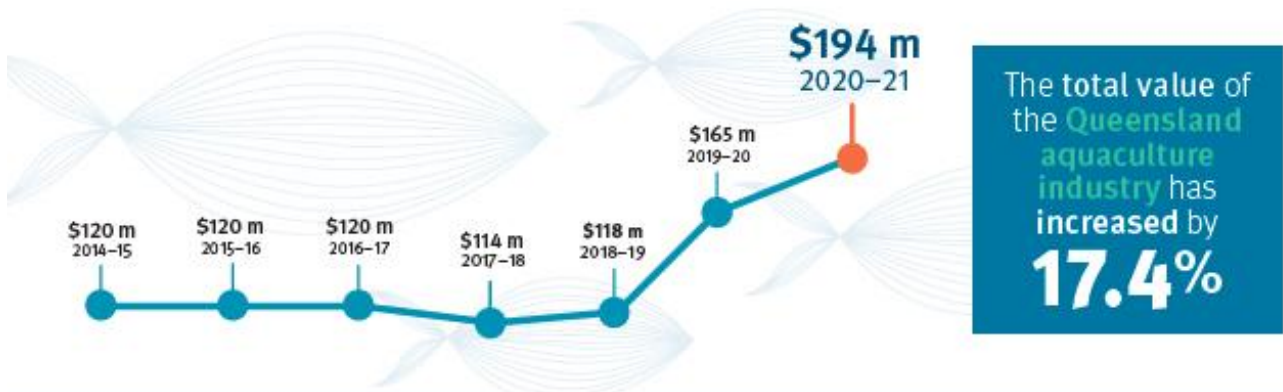 $120 m
2014–15
$120 m
2015–16
$120 m
2016–17
$114 m
2017–18
$118 m
2018–19
$165 m
2019–20
$194 m
2020–21
The total value of
the Queensland
aquaculture
industry has
increased by
17.4%